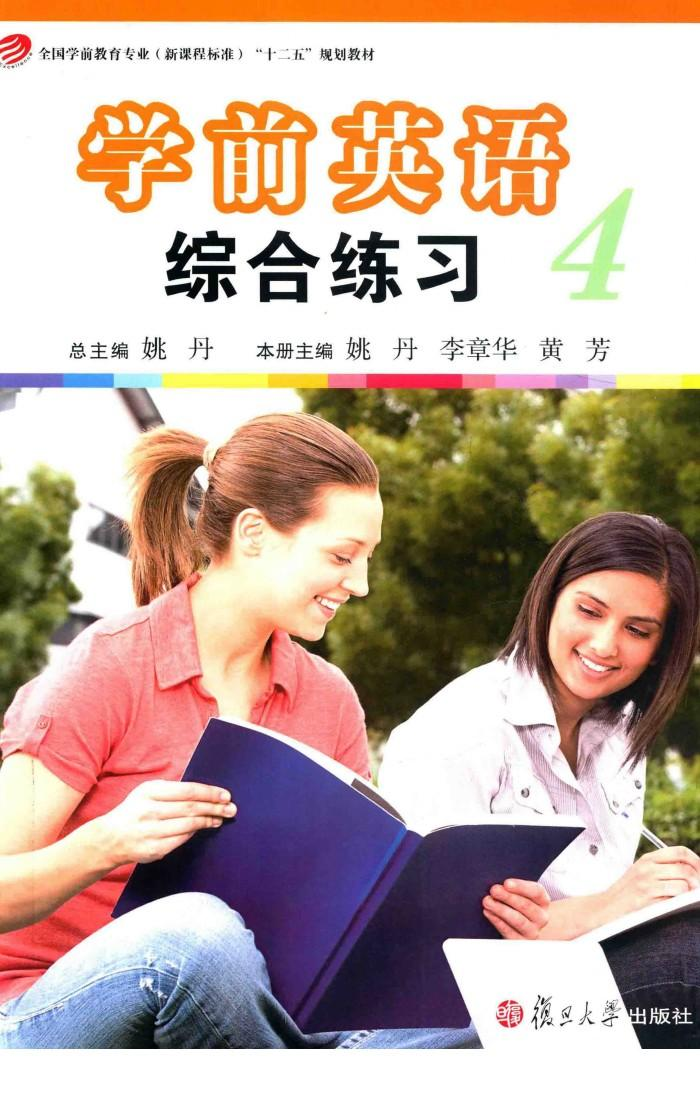 Excellence
全国学前教育专业（新课程标准）“十二五”规划教材
学前英语
综合练习 4
总主编 姚 丹 本册主编 姚 丹 李章华 黄 芳
復旦大學出版社